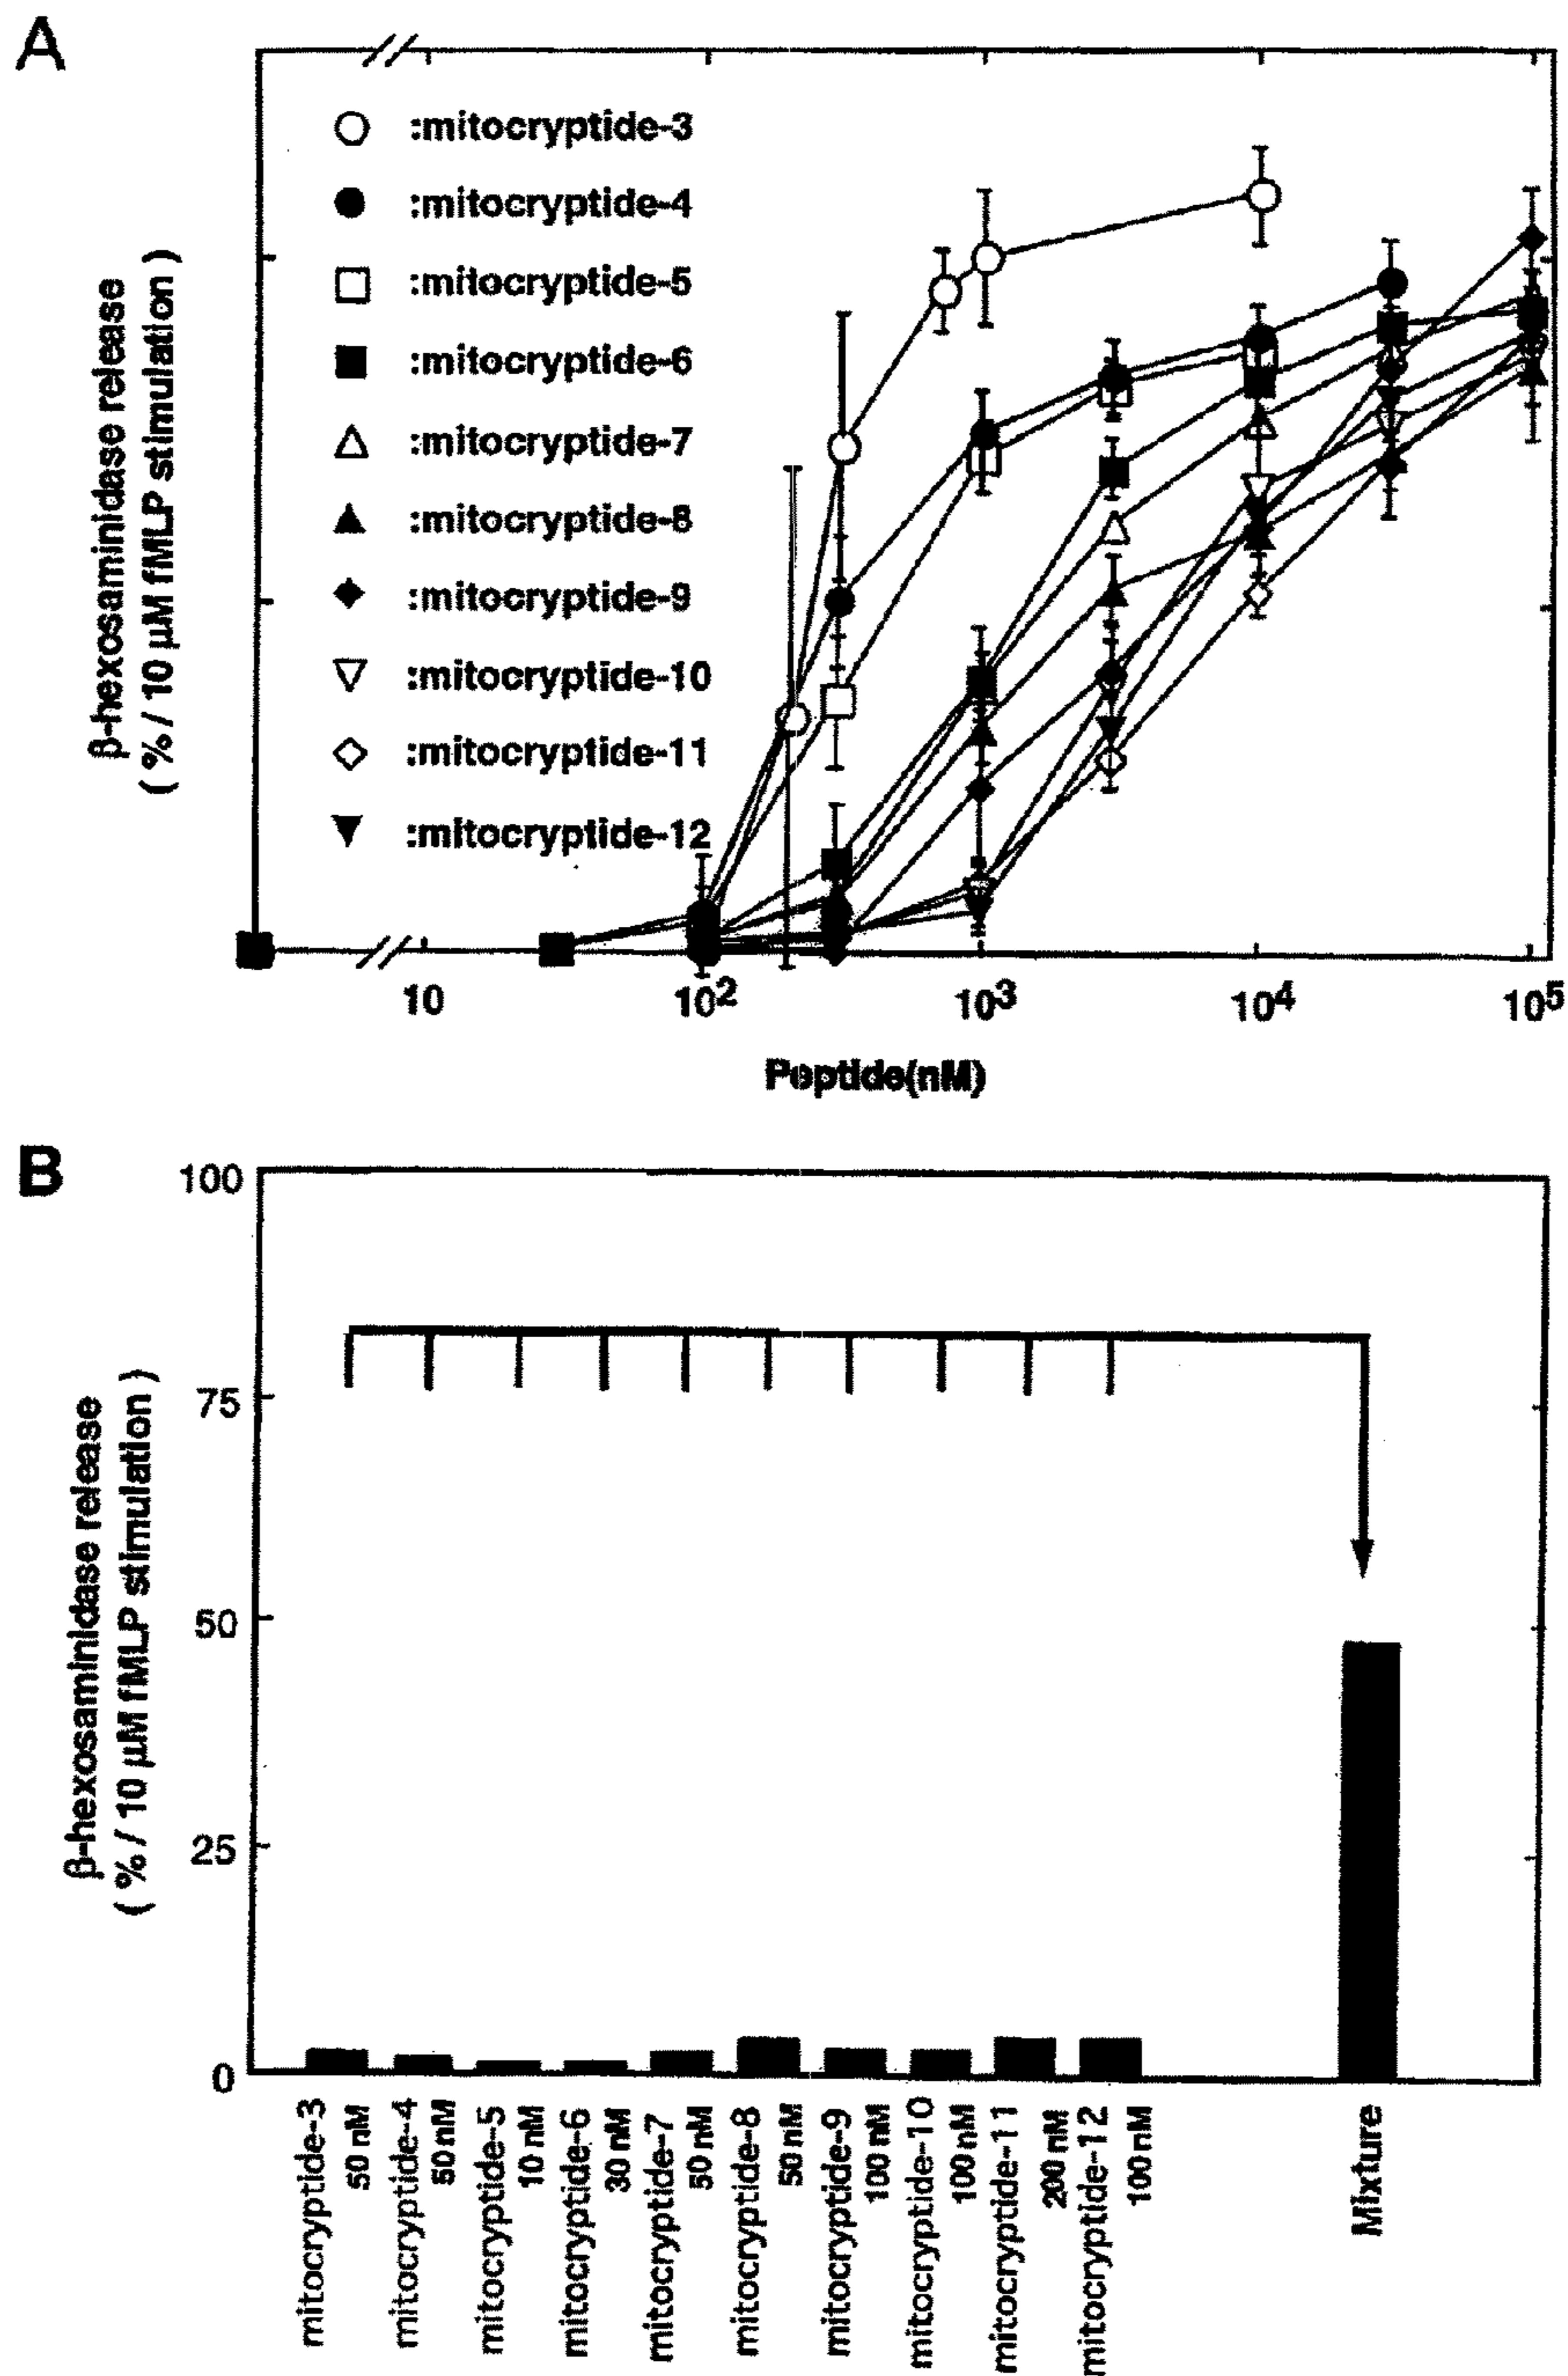 A
:mitocryptide-3
:mitocryptide-4
:mitocryptide-5
:mitocryptide-6
:mitocryptide-7
:mitocryptide-8
:mitocryptide-9
:mitocryptide-10
:mitocryptide-11
:mitocryptide-12
β-hexosaminidase release
( % / 10 µM fMLP stimulation )
10 10² 10³ 10⁴ 10⁵
Peptide(nM)
B
100
75
50
25
0
β-hexosaminidase release
( % / 10 µM fMLP stimulation )
mitocryptide-3
50 nM
mitocryptide-4
50 nM
mitocryptide-5
10 nM
mitocryptide-6
30 nM
mitocryptide-7
50 nM
mitocryptide-8
50 nM
mitocryptide-9
100 nM
mitocryptide-10
100 nM
mitocryptide-11
200 nM
mitocryptide-12
100 nM
Mixture